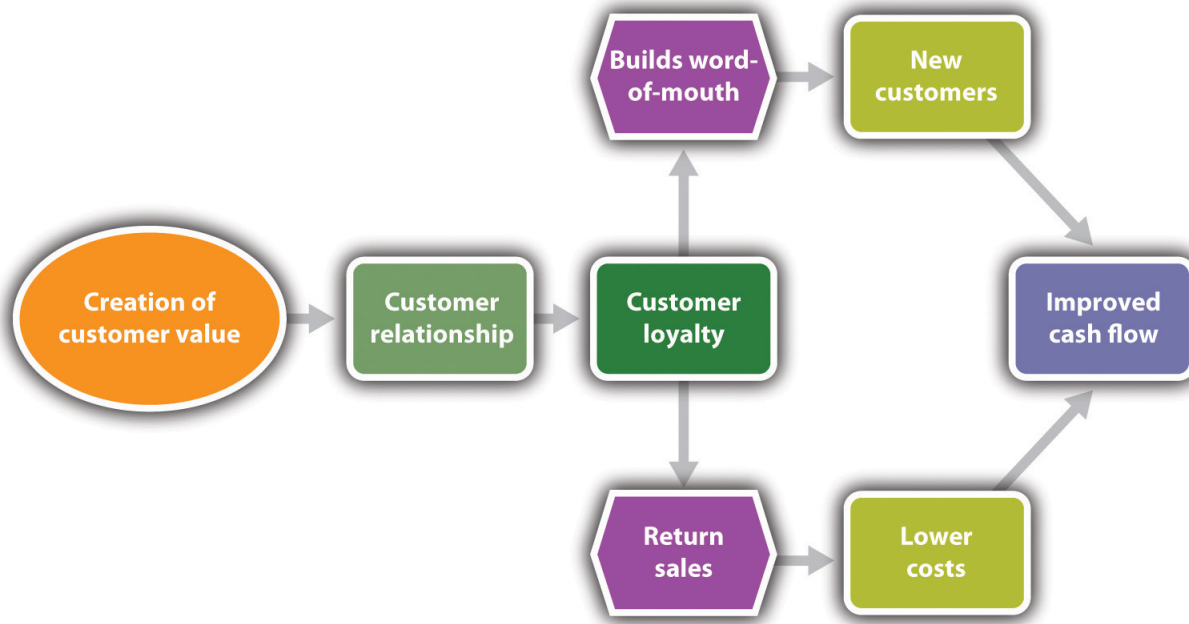 Builds word-
of-mouth
New
customers
Creation of
customer value
Customer
relationship
Customer
loyalty
Improved
cash flow
Return
sales
Lower
costs